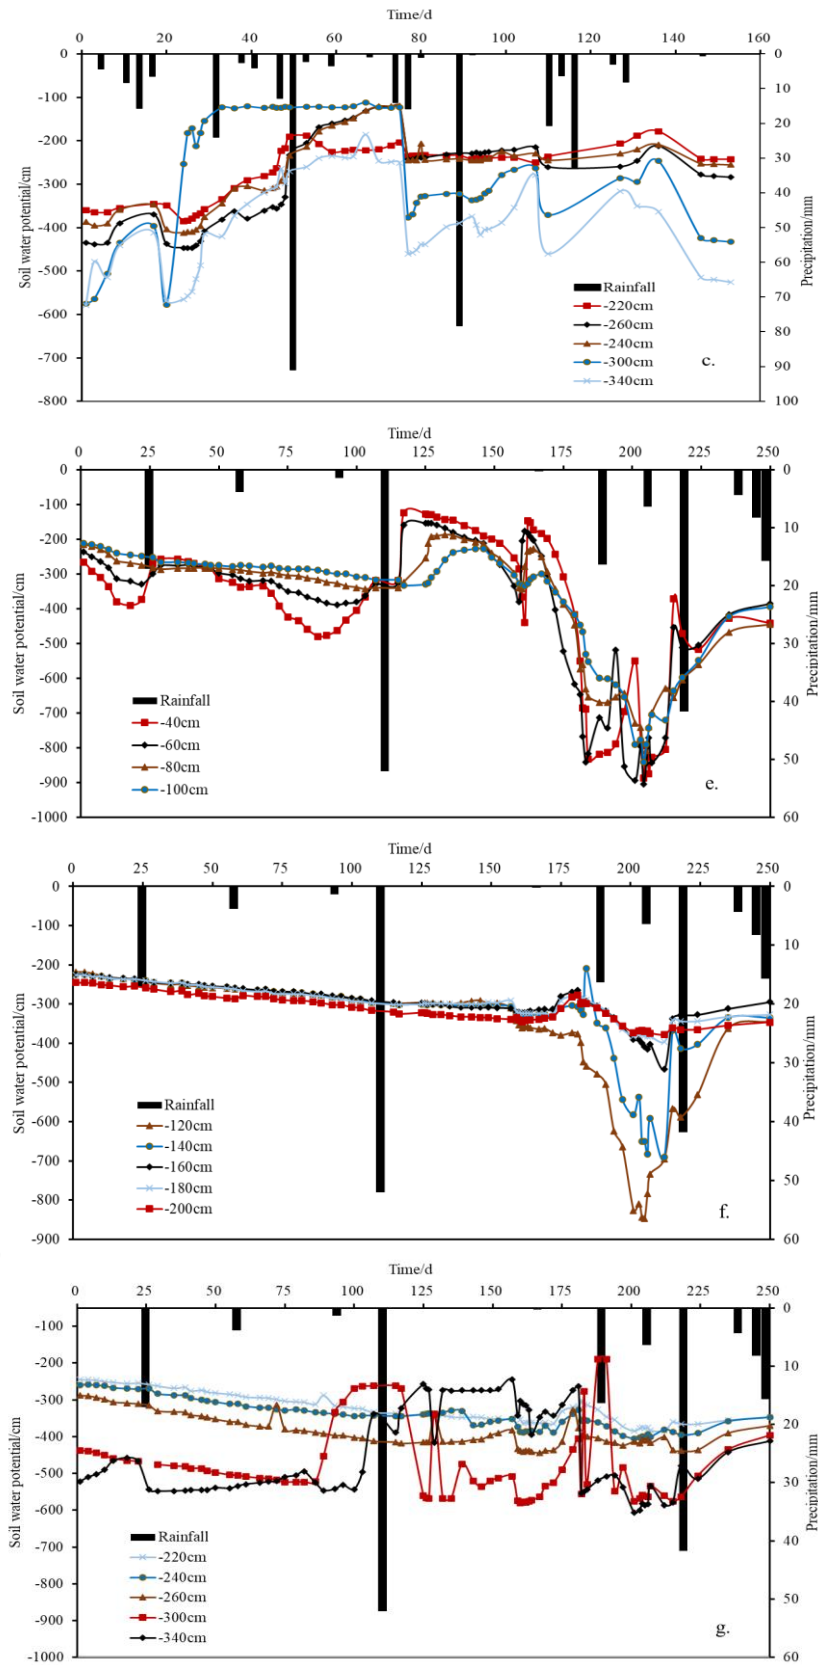 Time/d
0 20 40 60 80 100 120 140 160
0 0
-100 10
-200 20
-300 30
-400 40
-500 50
-600 60
-700 70
-800 80
90
100
Soil water potential/cm
Precipitation/mm
Rainfall
-220cm
-260cm
-240cm
-300cm
-340cm
c.
Time/d
0 25 50 75 100 125 150 175 200 225 250
0 0
-100 10
-200 20
-300 30
-400 40
-500 50
-600 60
-700
-800
-900
-1000
Soil water potential/cm
Precipitation/mm
Rainfall
-40cm
-60cm
-80cm
-100cm
e.
Time/d
0 25 50 75 100 125 150 175 200 225 250
0 0
-100 10
-200 20
-300 30
-400 40
-500 50
-600 60
-700
-800
-900
Soil water potential/cm
Precipitation/mm
Rainfall
-120cm
-140cm
-160cm
-180cm
-200cm
f.
Time/d
0 25 50 75 100 125 150 175 200 225 250
0
-100 10
-200 20
-300 30
-400 40
-500 50
-600 60
-700
-800
-900
-1000
Soil water potential/cm
Precipitation/mm
Rainfall
-220cm
-240cm
-260cm
-300cm
-340cm
g.